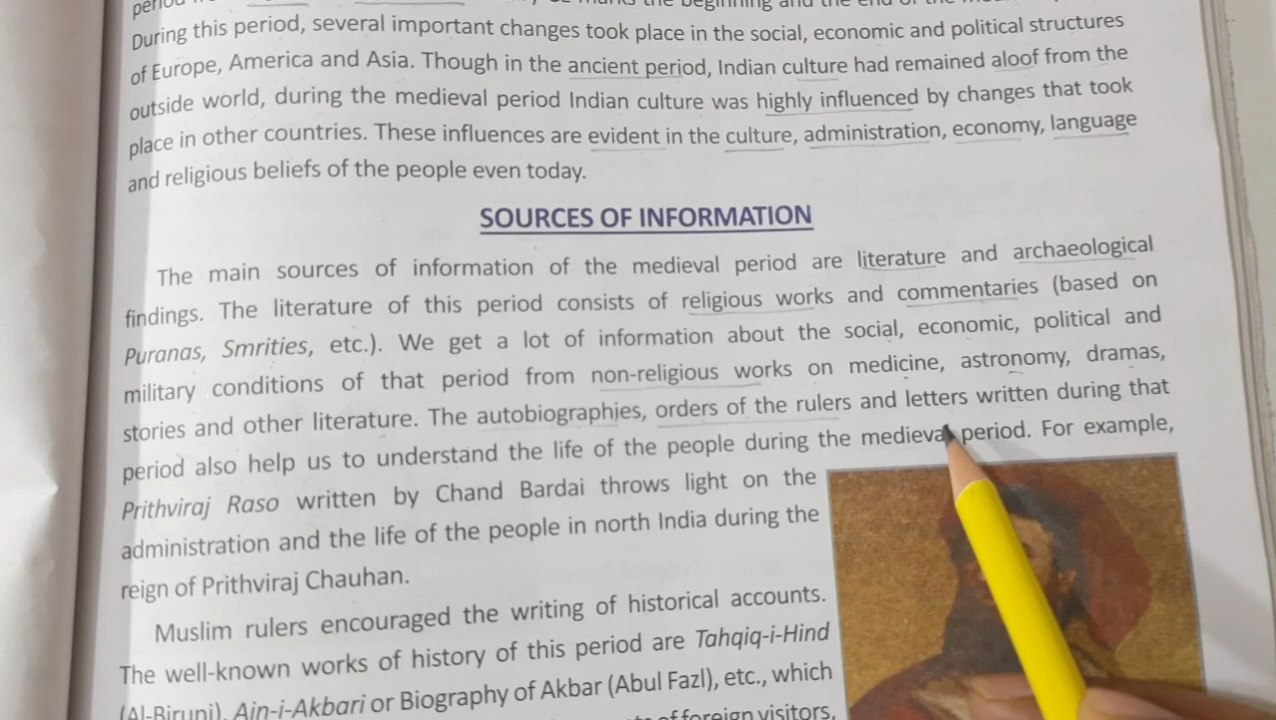 During this period, several important changes took place in the social, economic and political structures
of Europe, America and Asia. Though in the ancient period, Indian culture had remained aloof from the
outside world, during the medieval period Indian culture was highly influenced by changes that took
place in other countries. These influences are evident in the culture, administration, economy, language
and religious beliefs of the people even today.
SOURCES OF INFORMATION
The main sources of information of the medieval period are literature and archaeological
findings. The literature of this period consists of religious works and commentaries (based on
Puranas, Smrities, etc.). We get a lot of information about the social, economic, political and
military conditions of that period from non-religious works on medicine, astronomy, dramas,
stories and other literature. The autobiographies, orders of the rulers and letters written during that
period also help us to understand the life of the people during the medieval period. For example,
Prithviraj Raso written by Chand Bardai throws light on the
administration and the life of the people in north India during the
reign of Prithviraj Chauhan.
Muslim rulers encouraged the writing of historical accounts.
The well-known works of history of this period are Tahqiq-i-Hind
(Al-Biruni), Ain-i-Akbari or Biography of Akbar (Abul Fazl), etc., which
of foreign visitors,